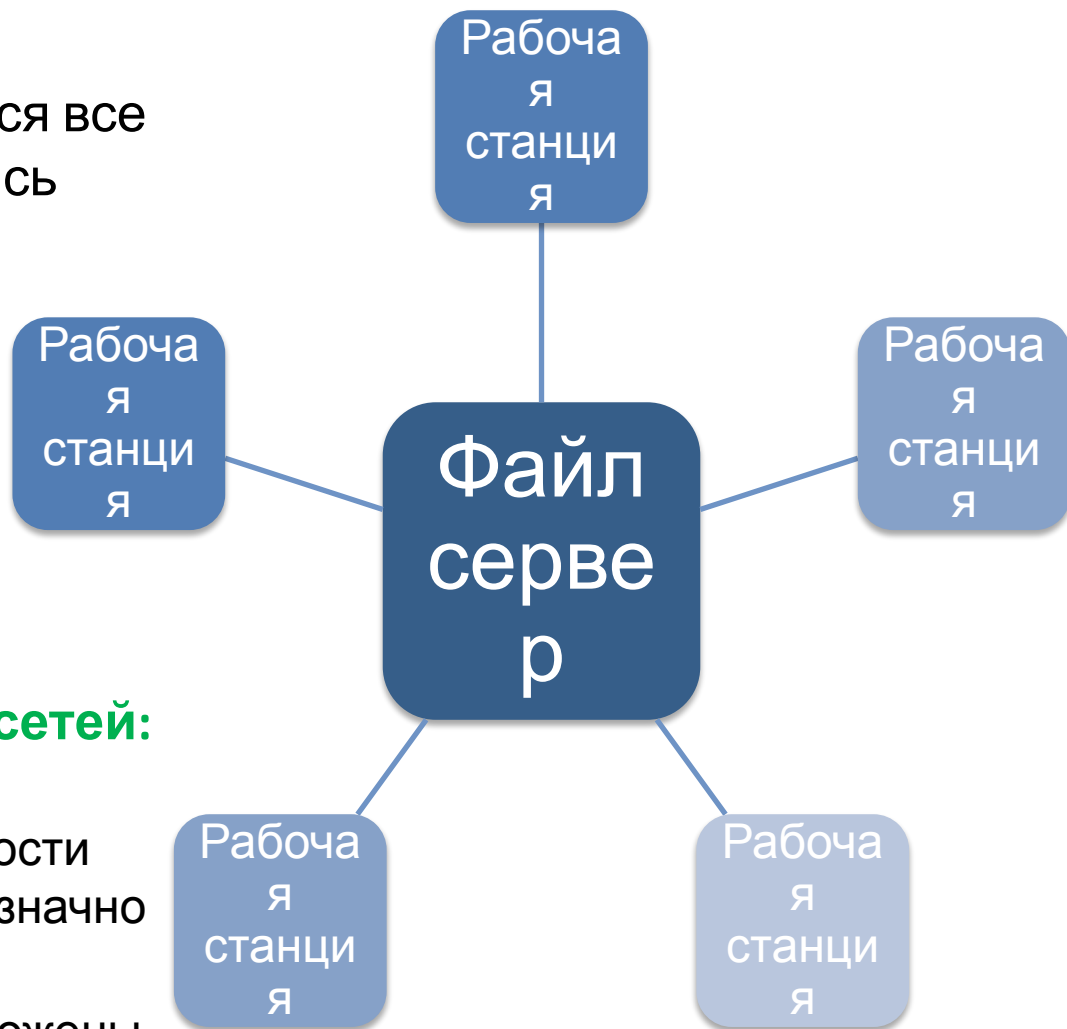 Рабоча
я
станци
я
ся все
сь
Рабоча
я
станци
я
Рабоча
я
станци
я
Файл
серве
р
сетей:
ости
значно
Рабоча
я
станци
я
Рабоча
я
станци
я